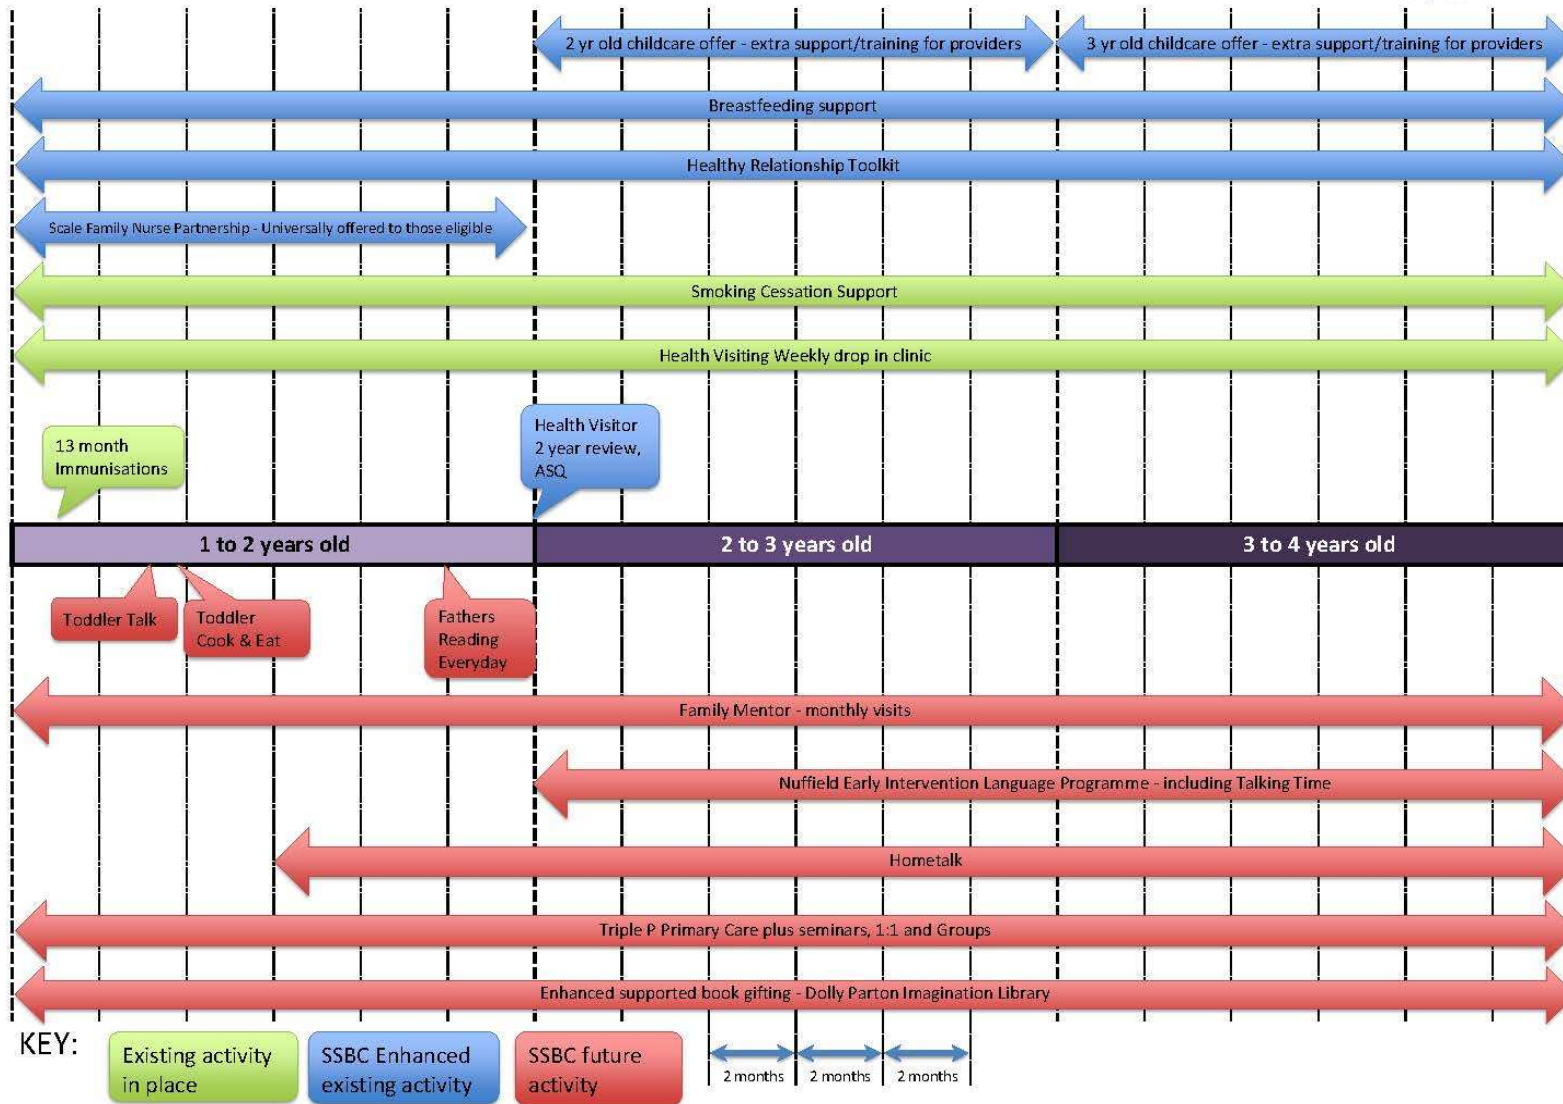 2 yr old childcare offer - extra support/training for providers
3 yr old childcare offer - extra support/training for providers
Breastfeeding support
Healthy Relationship Toolkit
Scale Family Nurse Partnership - Universally offered to those eligible
Smoking Cessation Support
Health Visiting Weekly drop in clinic
13 month
Immunisations
Health Visitor
2 year review,
ASQ
1 to 2 years old
2 to 3 years old
3 to 4 years old
Toddler Talk
Toddler
Cook & Eat
Fathers
Reading
Everyday
Family Mentor - monthly visits
Nuffield Early Intervention Language Programme - including Talking Time
Hometalk
Triple P Primary Care plus seminars, 1:1 and Groups
Enhanced supported book gifting - Dolly Parton Imagination Library
KEY:
Existing activity
in place
SSBC Enhanced
existing activity
SSBC future
activity
2 months
2 months
2 months